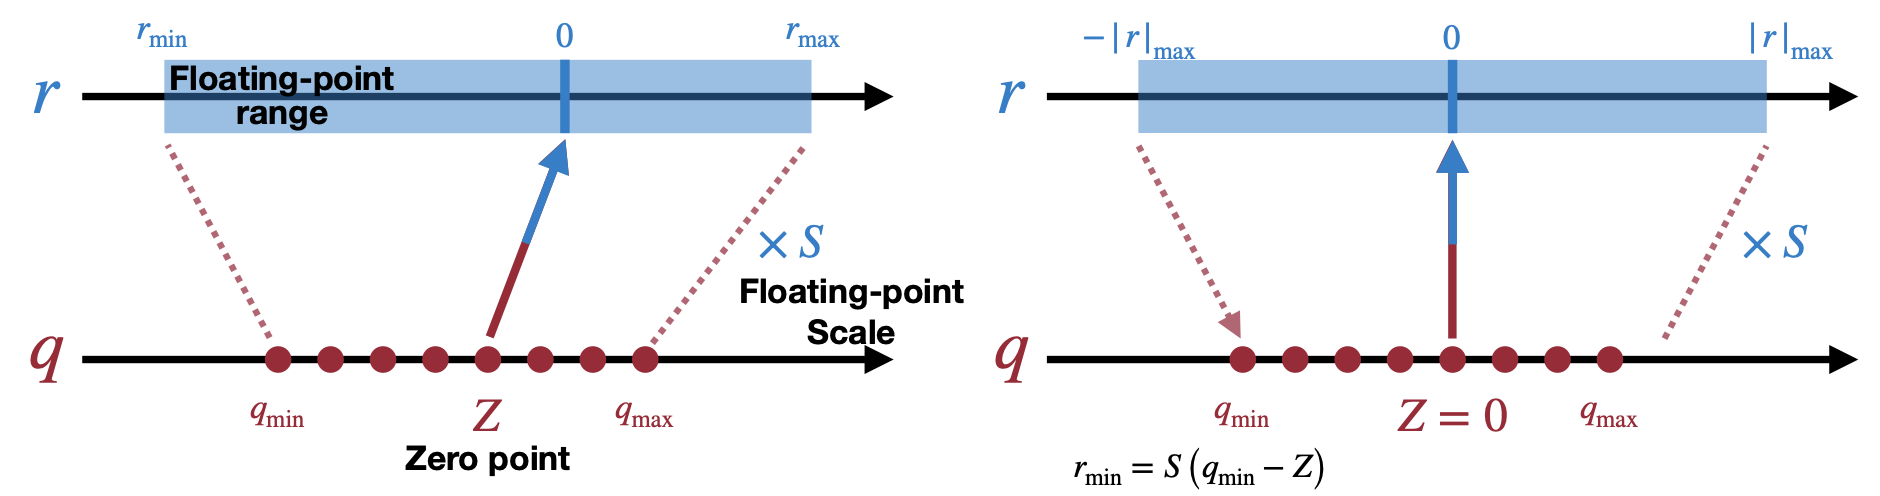 r_min 0 r_max
r
Floating-point
range
× S
Floating-point
Scale
q
q_min Z q_max
Zero point
−|r|_max 0 |r|_max
r
× S
q
q_min Z = 0 q_max
r_min = S (q_min − Z)